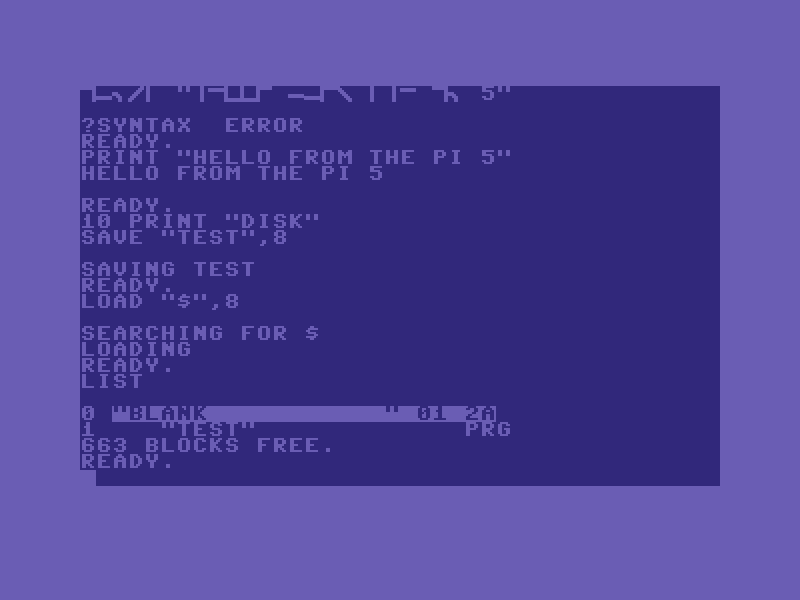 5"
?SYNTAX  ERROR
READY.
PRINT "HELLO FROM THE PI 5"
HELLO FROM THE PI 5
READY.
10 PRINT "DISK"
SAVE "TEST",8
SAVING TEST
READY.
LOAD "$",8
SEARCHING FOR $
LOADING
READY.
LIST
0 "BLANK           " 01 2A
1    "TEST"             PRG
663 BLOCKS FREE.
READY.